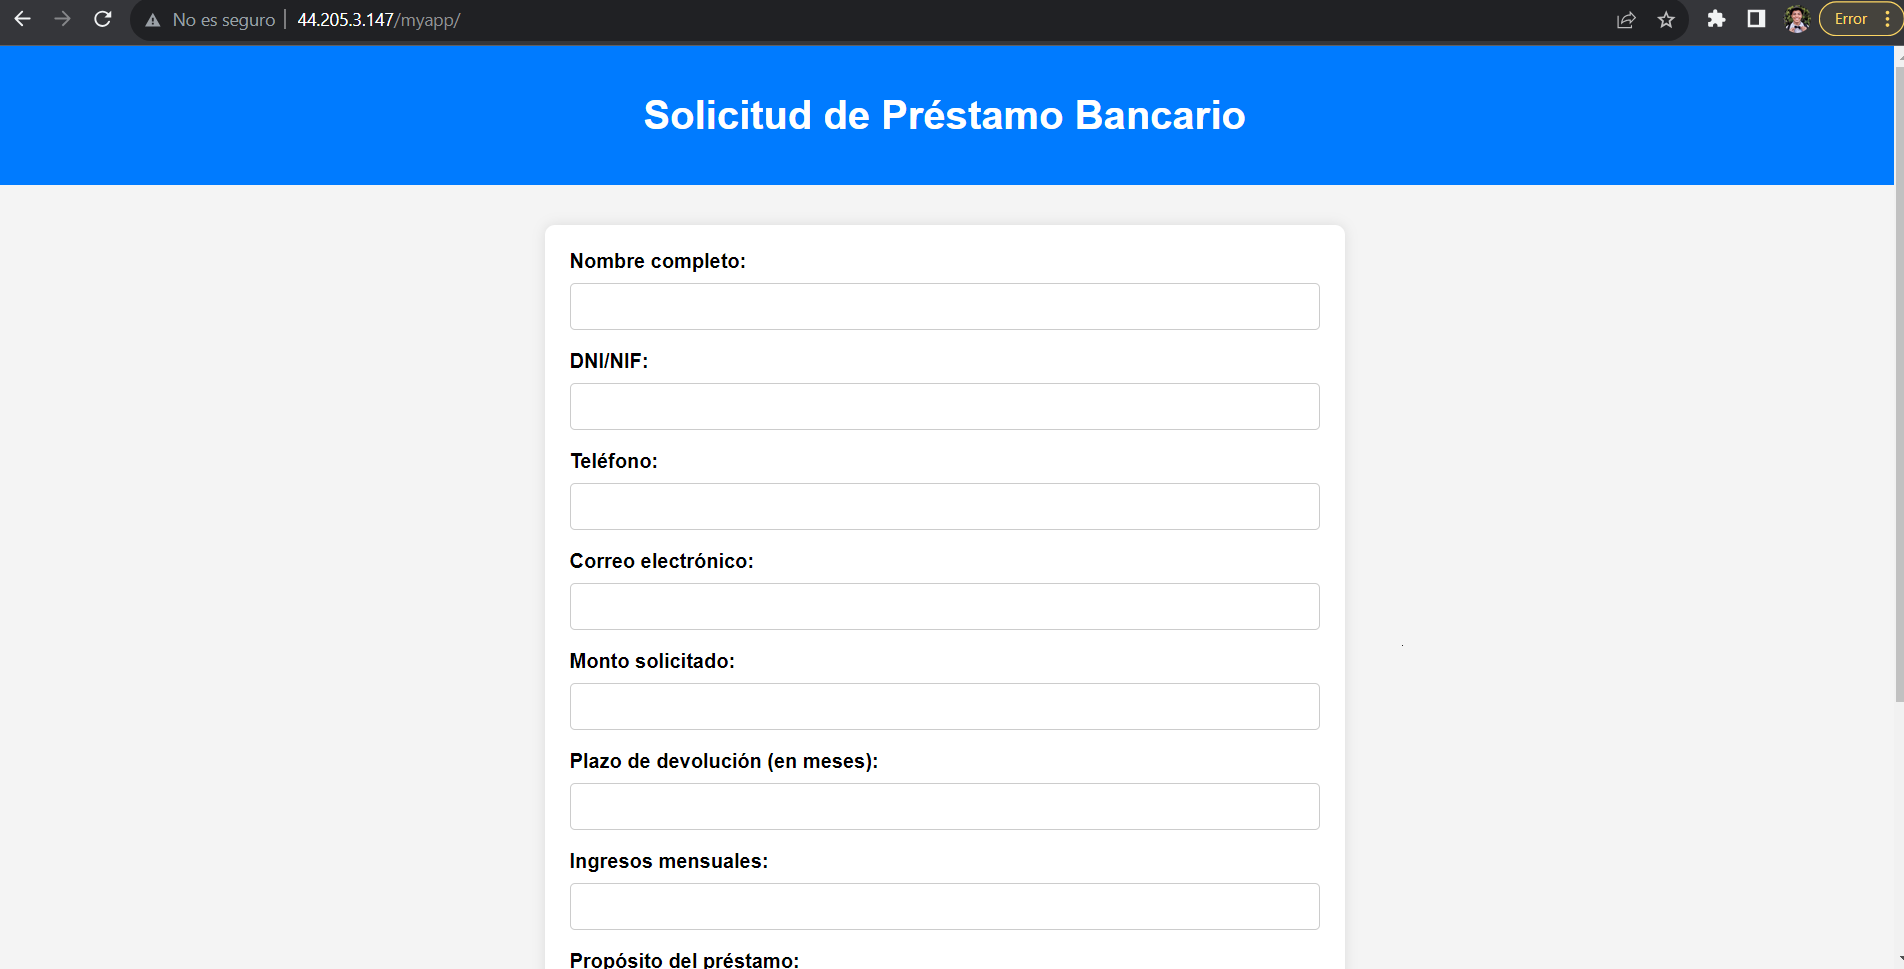 No es seguro | 44.205.3.147/myapp/ Error
Solicitud de Préstamo Bancario
Nombre completo:
DNI/NIF:
Teléfono:
Correo electrónico:
Monto solicitado:
Plazo de devolución (en meses):
Ingresos mensuales:
Propósito del préstamo: